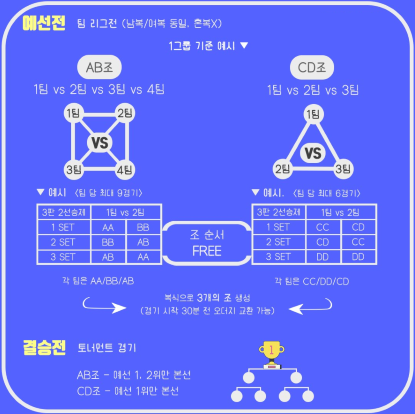 예선전 팀 리그전 (남복/여복 동일. 혼복X)
1그룹 기준 예시 ▼
AB조
1팀 vs 2팀 vs 3팀 vs 4팀
1팀 2팀
VS
3팀 4팀
▼ 예시 (팀 당 최대 9경기)
3판 2선승제 1팀 vs 2팀
1 SET AA BB
2 SET BB AB
3 SET AB AA
각 팀은 AA/BB/AB
조 순서
FREE
CD조
1팀 vs 2팀 vs 3팀
1팀
VS
2팀 3팀
▼ 예시. (팀 당 최대 6경기)
3판 2선승제 1팀 vs 2팀
1 SET CC CD
2 SET CD CC
3 SET DD DD
각 팀은 CC/DD/CD
복식으로 3개의 조 생성
(경기 시작 30분 전 오더지 교환 가능)
결승전 토너먼트 경기
AB조 - 예선 1. 2위만 본선
CD조 - 예선 1위만 본선
1